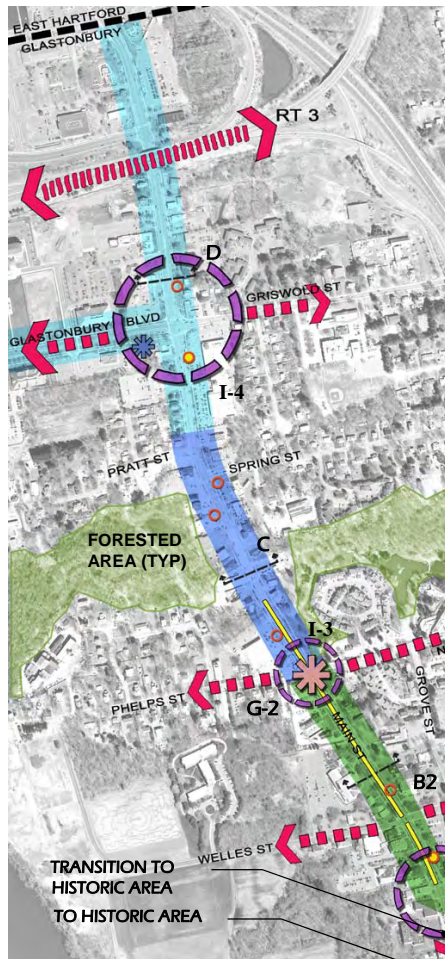 EAST HARTFORD
GLASTONBURY
RT 3
D
GRISWOLD ST
GLASTONBURY BLVD
I-4
PRATT ST
SPRING ST
FORESTED
AREA (TYP)
C
I-3
N
PHELPS ST
G-2
MAIN ST
GROVE ST
B2
WELLES ST
TRANSITION TO
HISTORIC AREA
TO HISTORIC AREA